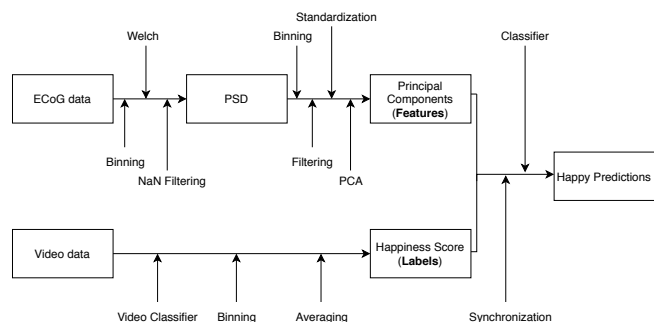 Standardization
Welch
Binning
Classifier
ECoG data
PSD
Principal
Components
(Features)
Binning
NaN Filtering
Filtering
PCA
Happy Predictions
Video data
Happiness Score
(Labels)
Video Classifier
Binning
Averaging
Synchronization